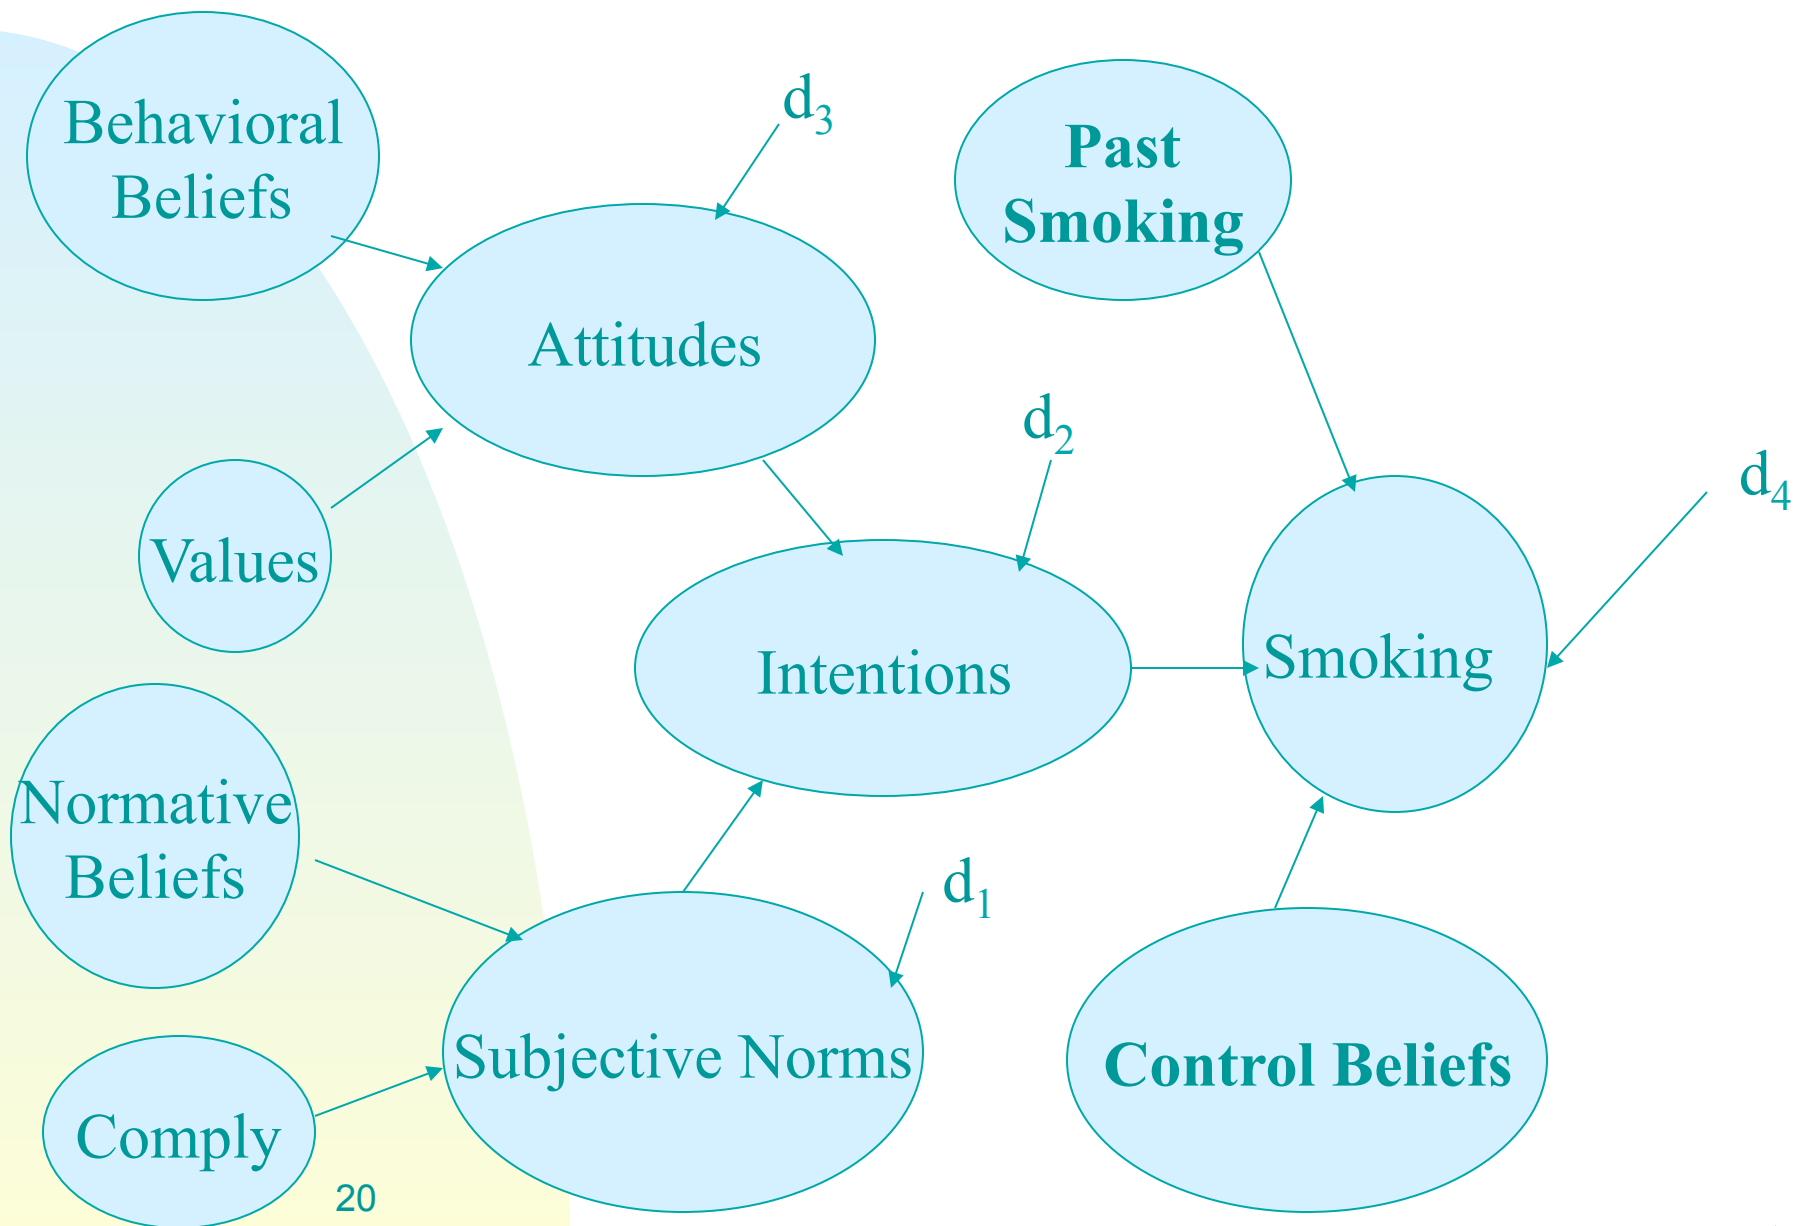 Behavioral
Beliefs
d3
Past
Smoking
Attitudes
d2
d4
Values
Intentions
Smoking
Normative
Beliefs
d1
Subjective Norms
Control Beliefs
Comply
20